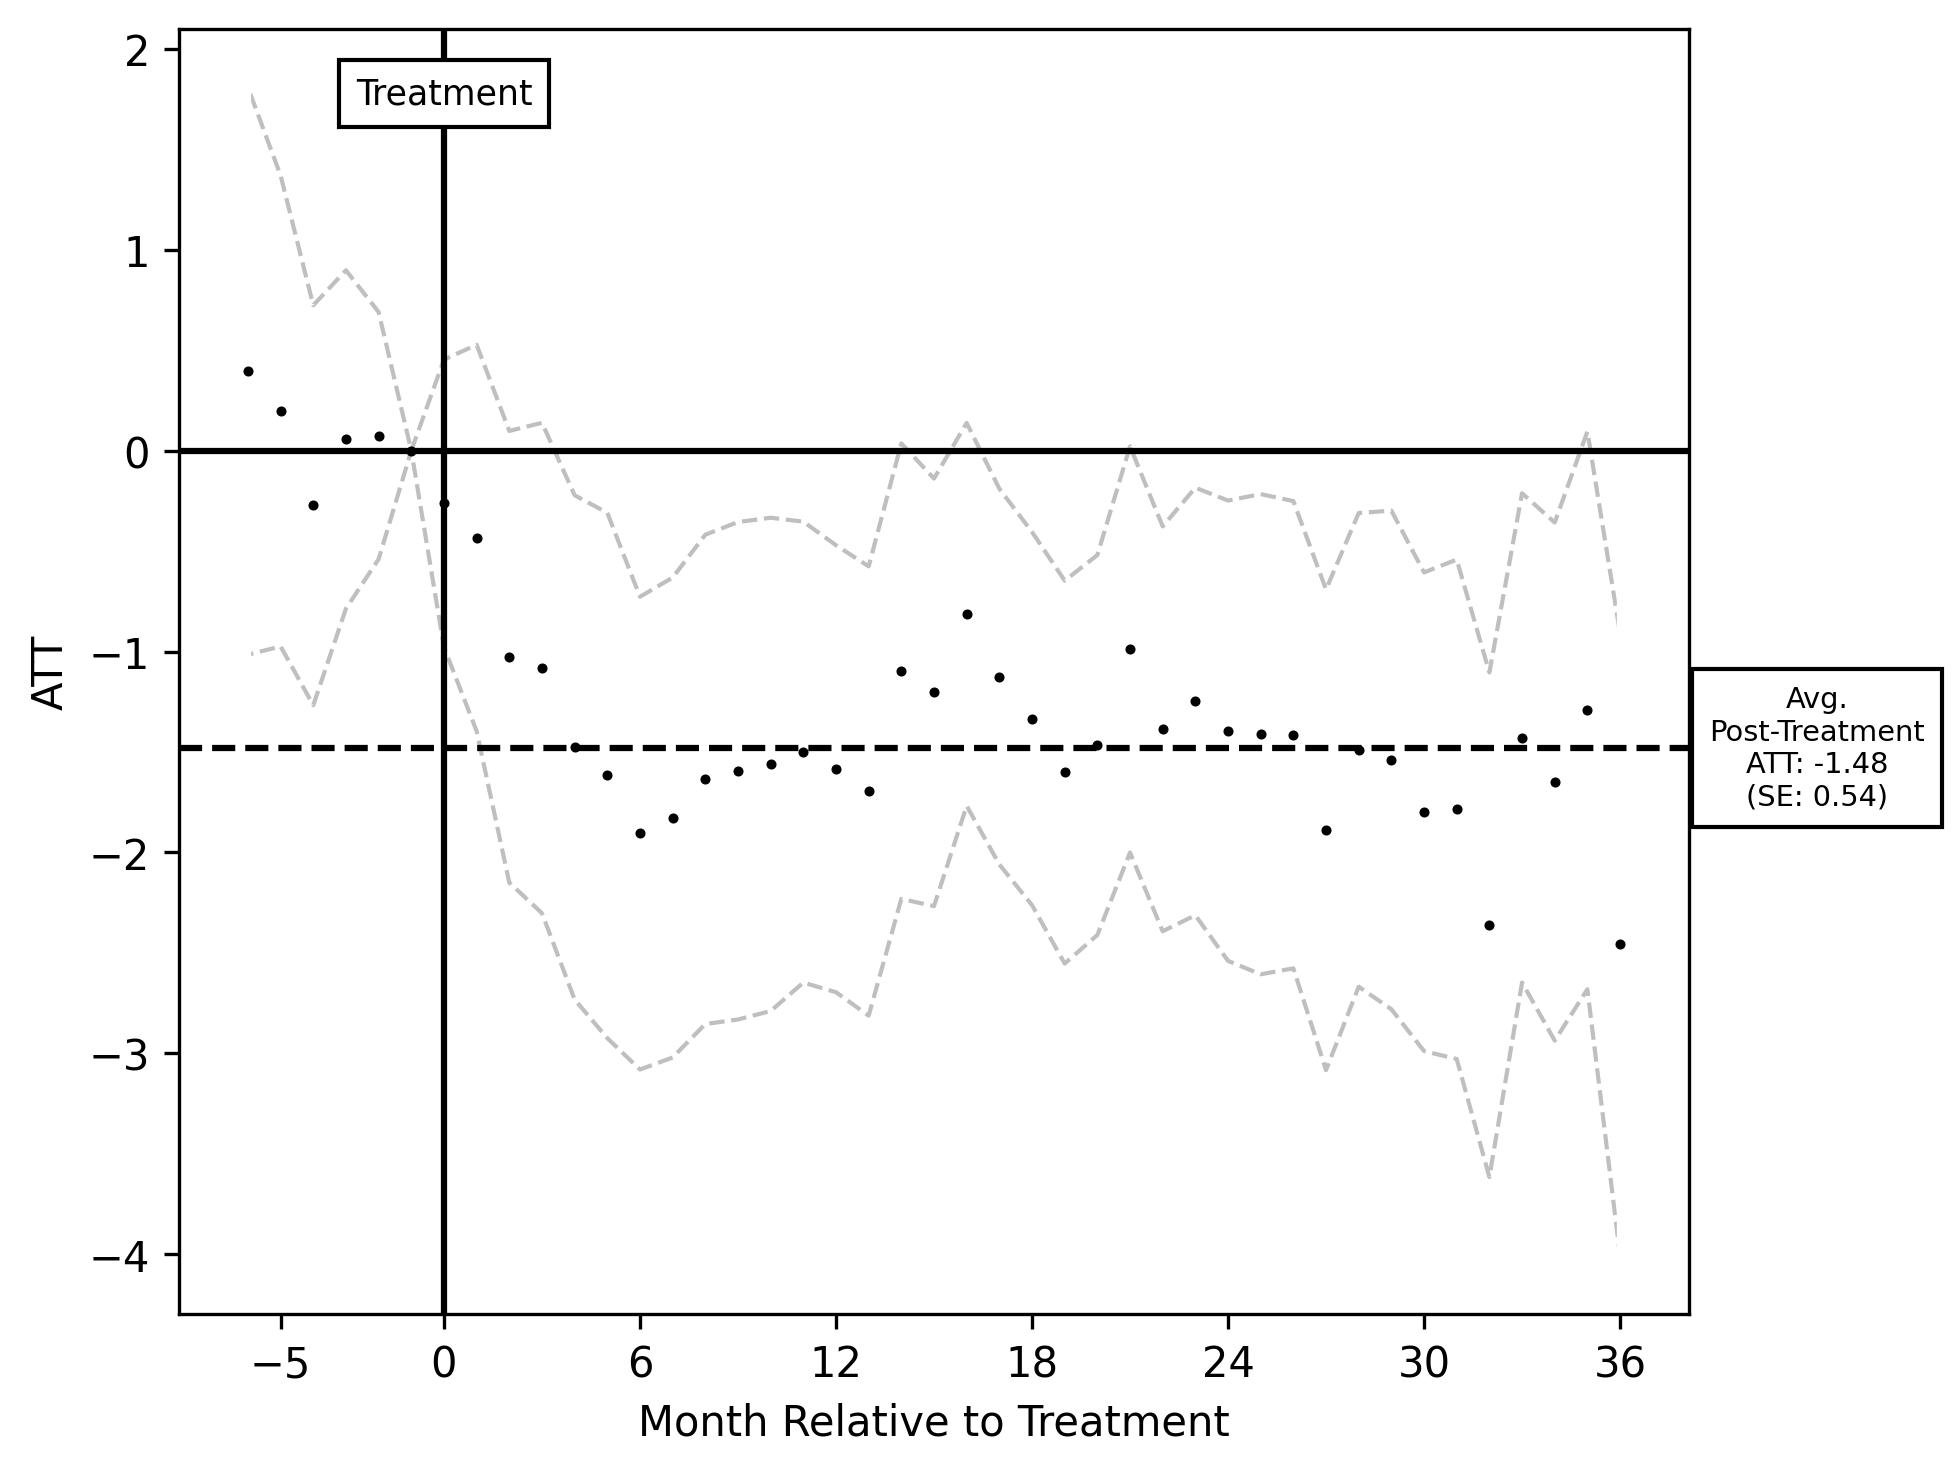 2
Treatment
1
0
−1
−2
−3
−4
ATT
Avg.
Post-Treatment
ATT: -1.48
(SE: 0.54)
−5 0 6 12 18 24 30 36
Month Relative to Treatment